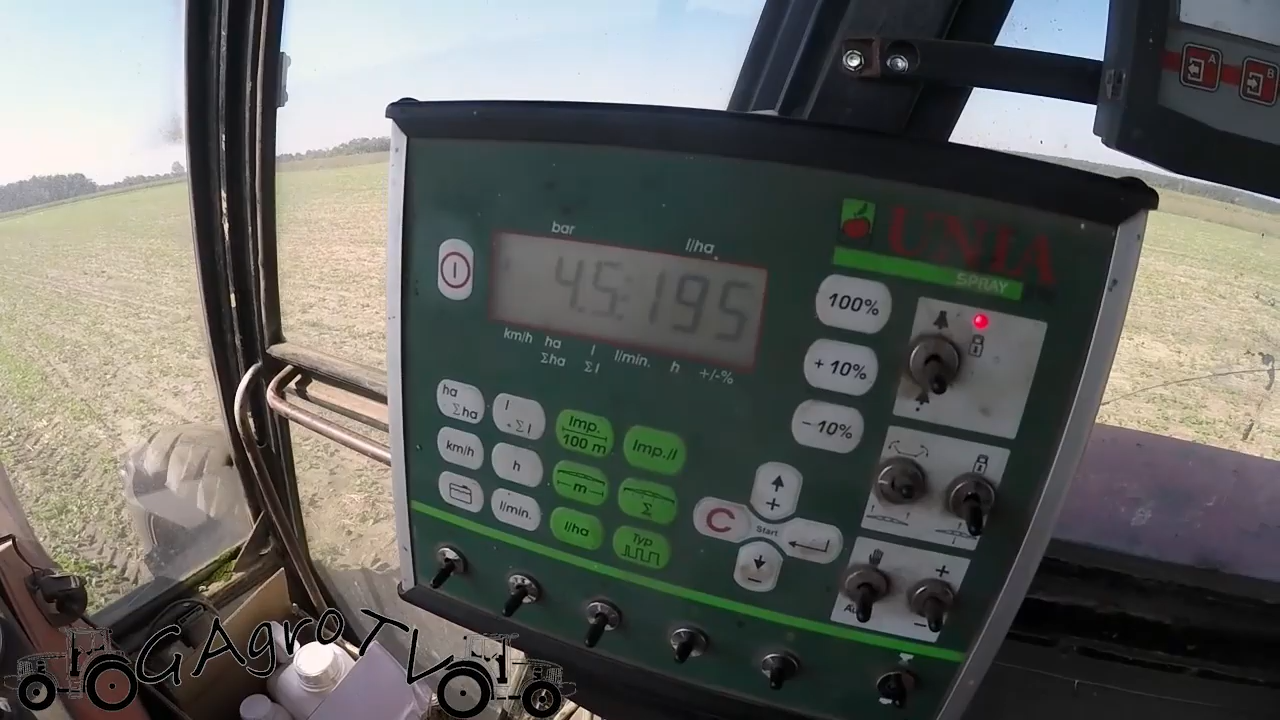 A
B
UNIA
SPRAY
bar
l/ha
4.5:195
km/h ha l l/min. h +/-%
Σha Σl
100%
+10%
-10%
ha
Σha
l
+Σl
Imp.
100 m
Imp./l
km/h
h
m
Σ
l/min.
l/ha
Typ
C
+
Start
-
+
-
GAgroTL